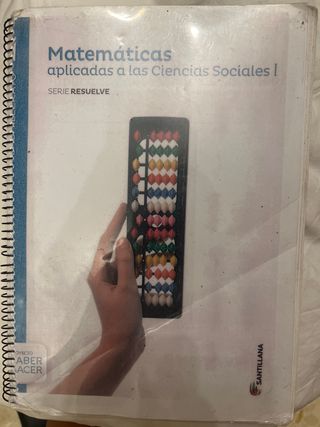 Matemáticas
aplicadas a las Ciencias Sociales I
SERIE RESUELVE
SABER
HACER
SANTILLANA